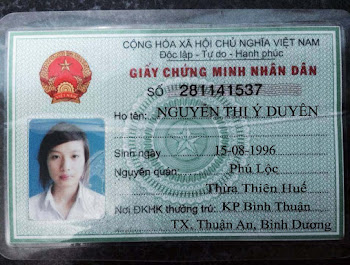 CỘNG HÒA XÃ HỘI CHỦ NGHĨA VIỆT NAM
Độc lập - Tự do - Hạnh phúc
GIẤY CHỨNG MINH NHÂN DÂN
SỐ 281141537
Họ tên: NGUYỄN THỊ Ý DUYÊN
Sinh ngày 15-08-1996
Nguyên quán: Phú Lộc
Thừa Thiên Huế
Nơi ĐKHK thường trú: KP Bình Thuận
TX. Thuận An, Bình Dương